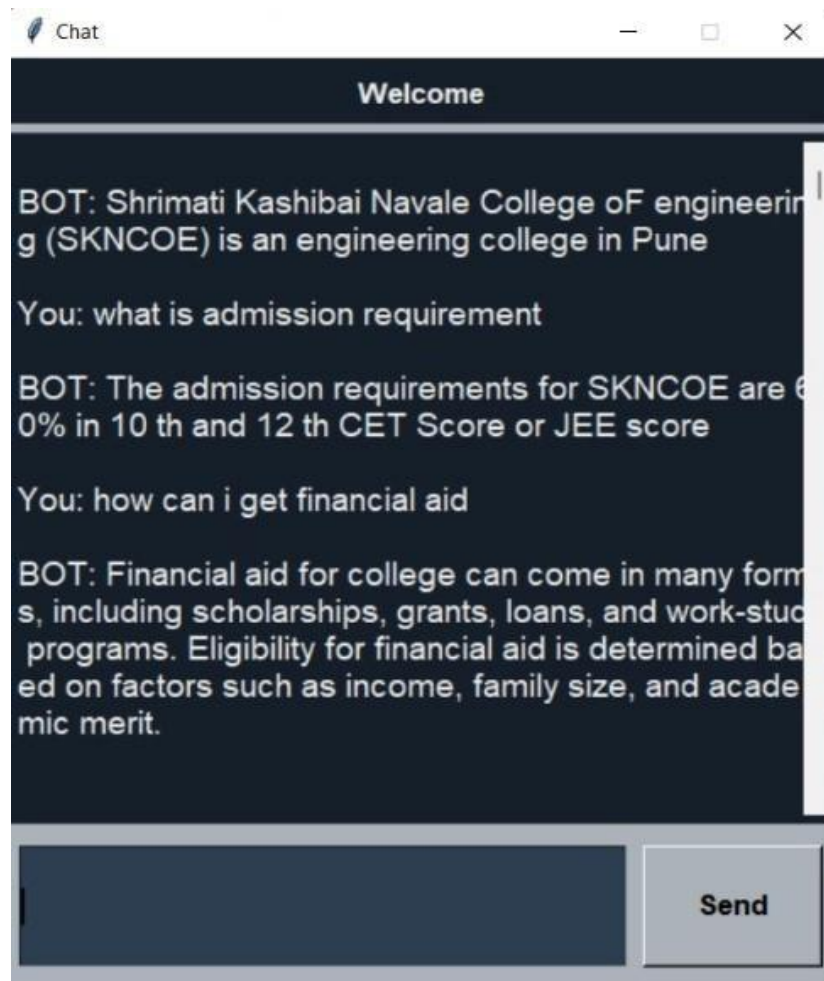 Chat
Welcome
BOT: Shrimati Kashibai Navale College oF engineerin
g (SKNCOE) is an engineering college in Pune
You: what is admission requirement
BOT: The admission requirements for SKNCOE are 6
0% in 10 th and 12 th CET Score or JEE score
You: how can i get financial aid
BOT: Financial aid for college can come in many form
s, including scholarships, grants, loans, and work-stud
programs. Eligibility for financial aid is determined ba
ed on factors such as income, family size, and acade
mic merit.
Send